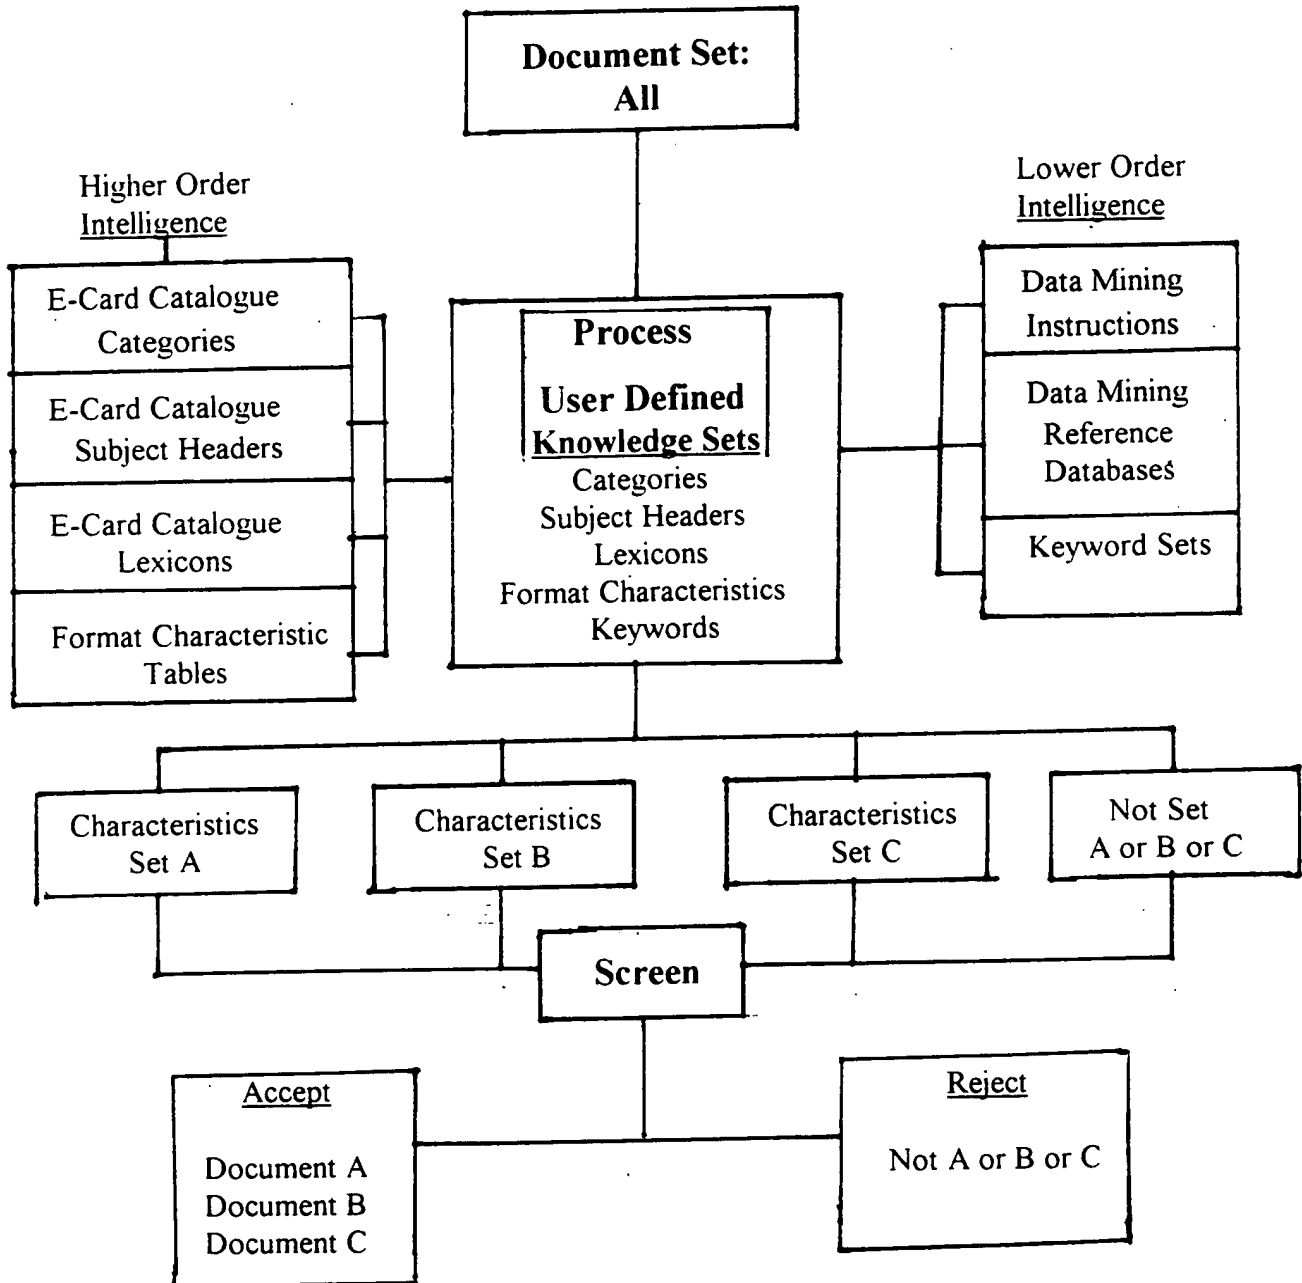 Document Set:
All
Higher Order
Intelligence
E-Card Catalogue
Categories
E-Card Catalogue
Subject Headers
E-Card Catalogue
Lexicons
Format Characteristic
Tables
Process
User Defined
Knowledge Sets
Categories
Subject Headers
Lexicons
Format Characteristics
Keywords
Lower Order
Intelligence
Data Mining
Instructions
Data Mining
Reference
Databases
Keyword Sets
Characteristics
Set A
Characteristics
Set B
Characteristics
Set C
Not Set
A or B or C
Screen
Accept
Document A
Document B
Document C
Reject
Not A or B or C